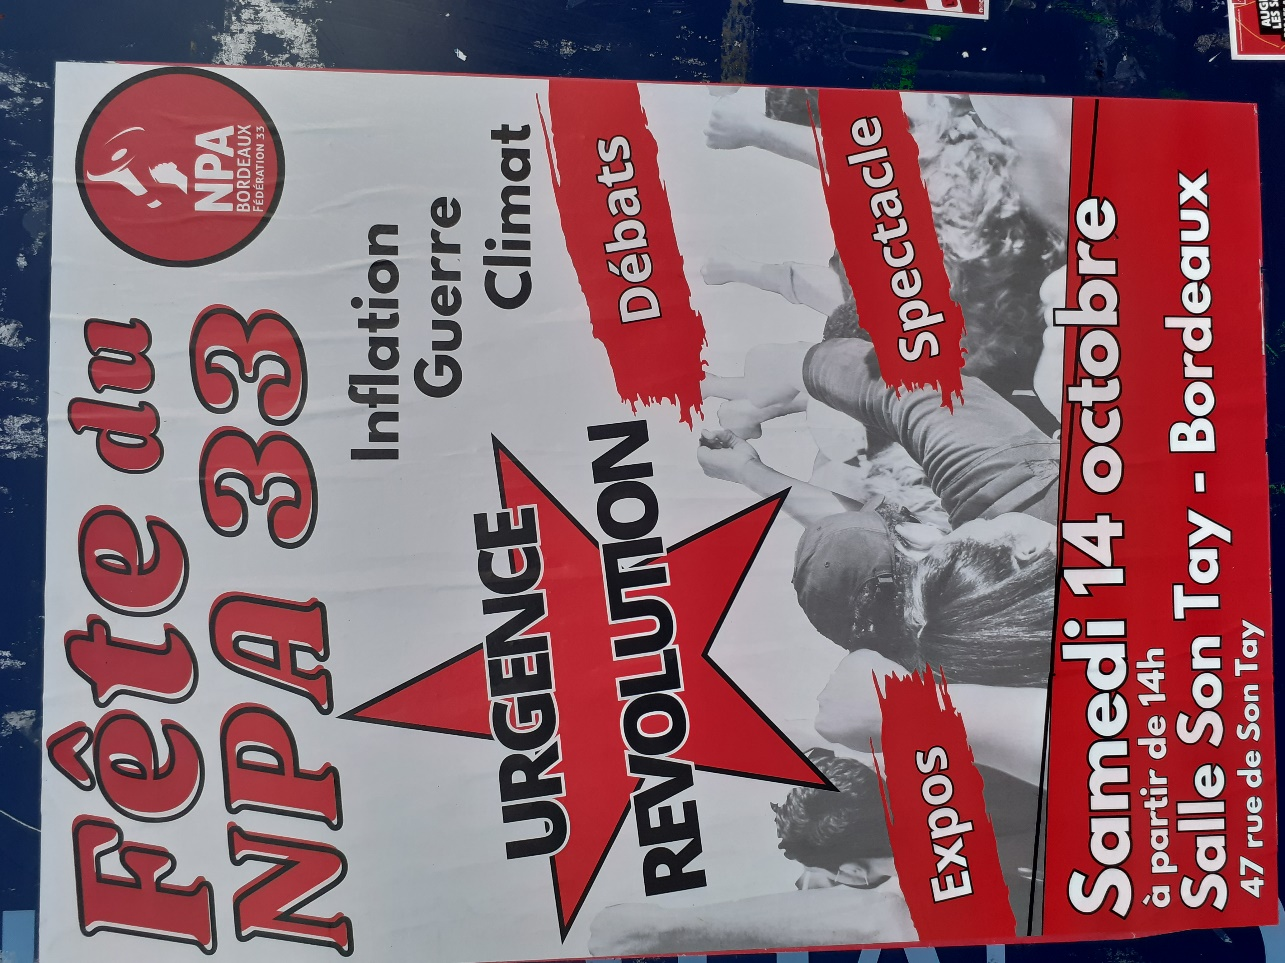 Fête du
NPA 33
NPA
BORDEAUX
FÉDÉRATION 33
Inflation
Guerre
Climat
URGENCE
REVOLUTION
Débats
Spectacle
Expos
Samedi 14 octobre
à partir de 14h
Salle Son Tay - Bordeaux
47 rue de Son Tay